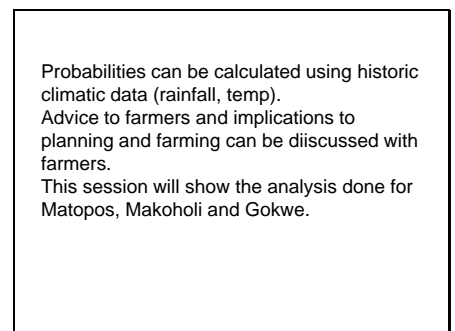 Probabilities can be calculated using historic
climatic data (rainfall, temp).
Advice to farmers and implications to
planning and farming can be diiscussed with
farmers.
This session will show the analysis done for
Matopos, Makoholi and Gokwe.